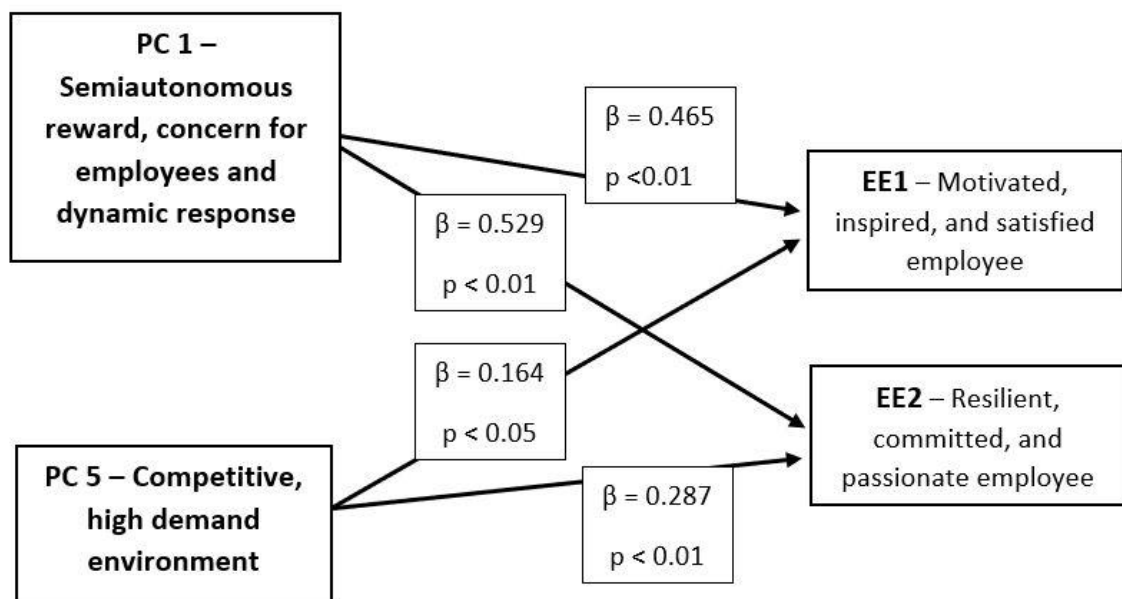 PC 1 –
Semiautonomous
reward, concern for
employees and
dynamic response
β = 0.465
p <0.01
EE1 – Motivated,
inspired, and satisfied
employee
β = 0.529
p < 0.01
β = 0.164
p < 0.05
EE2 – Resilient,
committed, and
passionate employee
PC 5 – Competitive,
high demand
environment
β = 0.287
p < 0.01